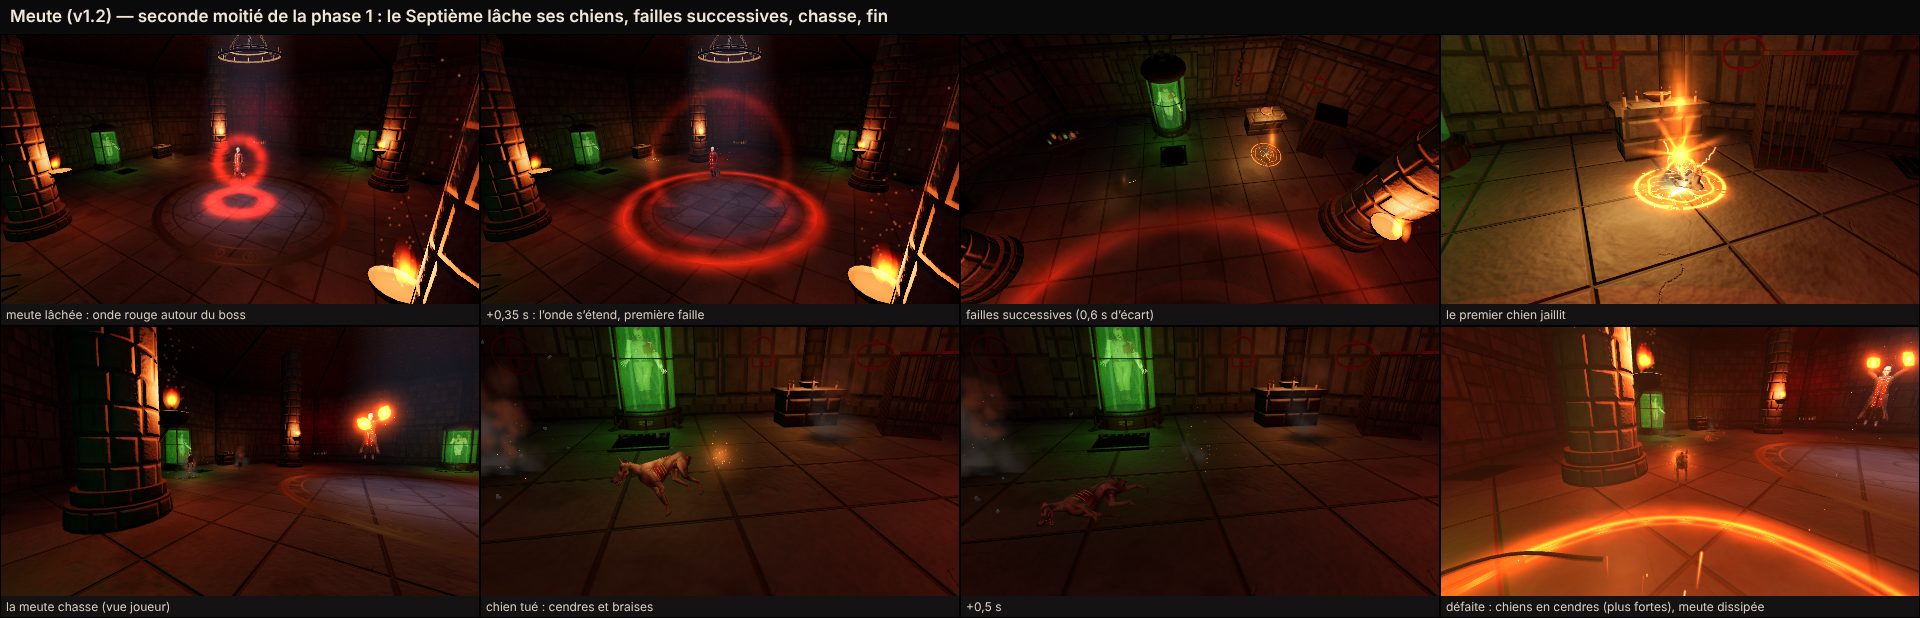 Meute (v1.2) — seconde moitié de la phase 1 : le Septième lâche ses chiens, failles successives, chasse, fin
meute lâchée : onde rouge autour du boss
+0,35 s : l’onde s’étend, première faille
failles successives (0,6 s d’écart)
le premier chien jaillit
la meute chasse (vue joueur)
chien tué : cendres et braises
+0,5 s
défaite : chiens en cendres (plus fortes), meute dissipée